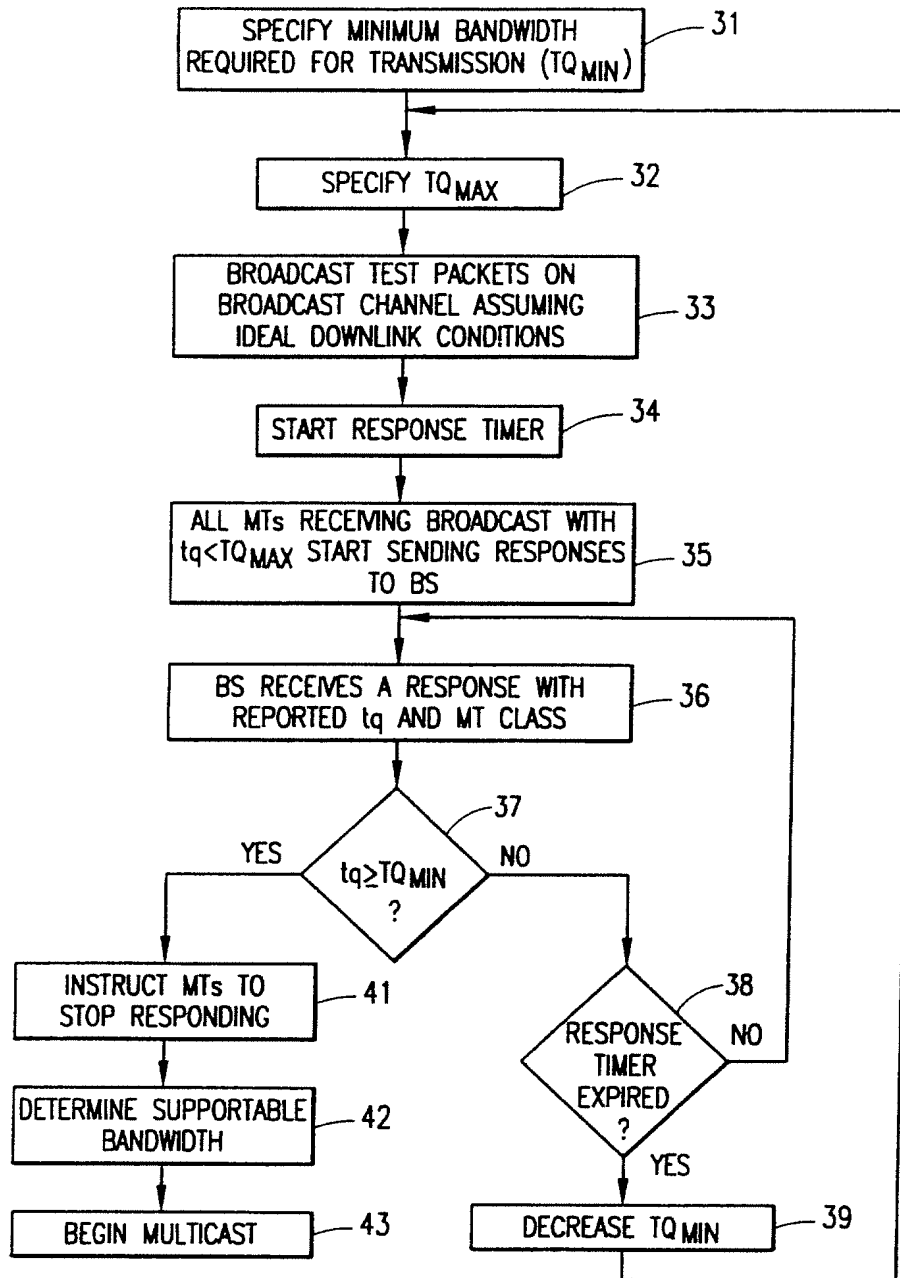 SPECIFY MINIMUM BANDWIDTH
REQUIRED FOR TRANSMISSION (TQMIN)
31
SPECIFY TQMAX
32
BROADCAST TEST PACKETS ON
BROADCAST CHANNEL ASSUMING
IDEAL DOWNLINK CONDITIONS
33
START RESPONSE TIMER
34
ALL MTs RECEIVING BROADCAST WITH
tq<TQMAX START SENDING RESPONSES
TO BS
35
BS RECEIVES A RESPONSE WITH
REPORTED tq AND MT CLASS
36
37
YES
tq≥TQMIN
?
NO
INSTRUCT MTs TO
STOP RESPONDING
41
38
RESPONSE
TIMER
EXPIRED
?
NO
YES
DETERMINE SUPPORTABLE
BANDWIDTH
42
BEGIN MULTICAST
43
DECREASE TQMIN
39